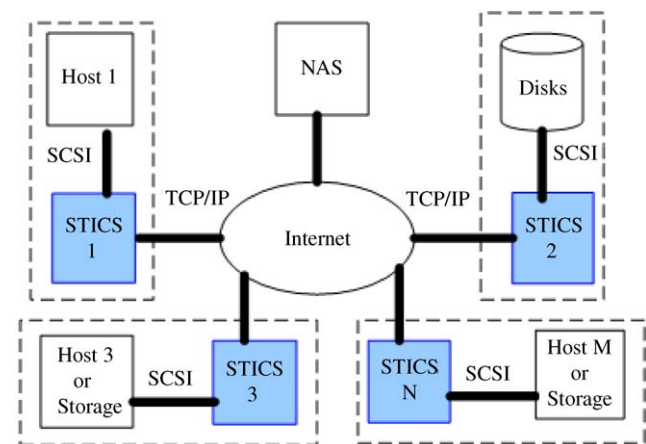 Host 1
SCSI
STICS
1
TCP/IP
NAS
Internet
TCP/IP
Disks
SCSI
STICS
2
Host 3
or
Storage
SCSI
STICS
3
STICS
N
SCSI
Host M
or
Storage